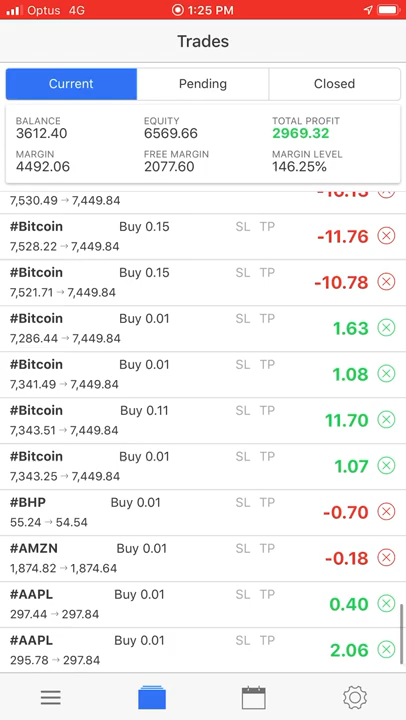 Optus 4G 1:25 PM
Trades
Current Pending Closed
BALANCE EQUITY TOTAL PROFIT
3612.40 6569.66 2969.32
MARGIN FREE MARGIN MARGIN LEVEL
4492.06 2077.60 146.25%
7,530.49 → 7,449.84
#Bitcoin Buy 0.15 SL TP -11.76
7,528.22 → 7,449.84
#Bitcoin Buy 0.15 SL TP -10.78
7,521.71 → 7,449.84
#Bitcoin Buy 0.01 SL TP 1.63
7,286.44 → 7,449.84
#Bitcoin Buy 0.01 SL TP 1.08
7,341.49 → 7,449.84
#Bitcoin Buy 0.11 SL TP 11.70
7,343.51 → 7,449.84
#Bitcoin Buy 0.01 SL TP 1.07
7,343.25 → 7,449.84
#BHP Buy 0.01 SL TP -0.70
55.24 → 54.54
#AMZN Buy 0.01 SL TP -0.18
1,874.82 → 1,874.64
#AAPL Buy 0.01 SL TP 0.40
297.44 → 297.84
#AAPL Buy 0.01 SL TP 2.06
295.78 → 297.84